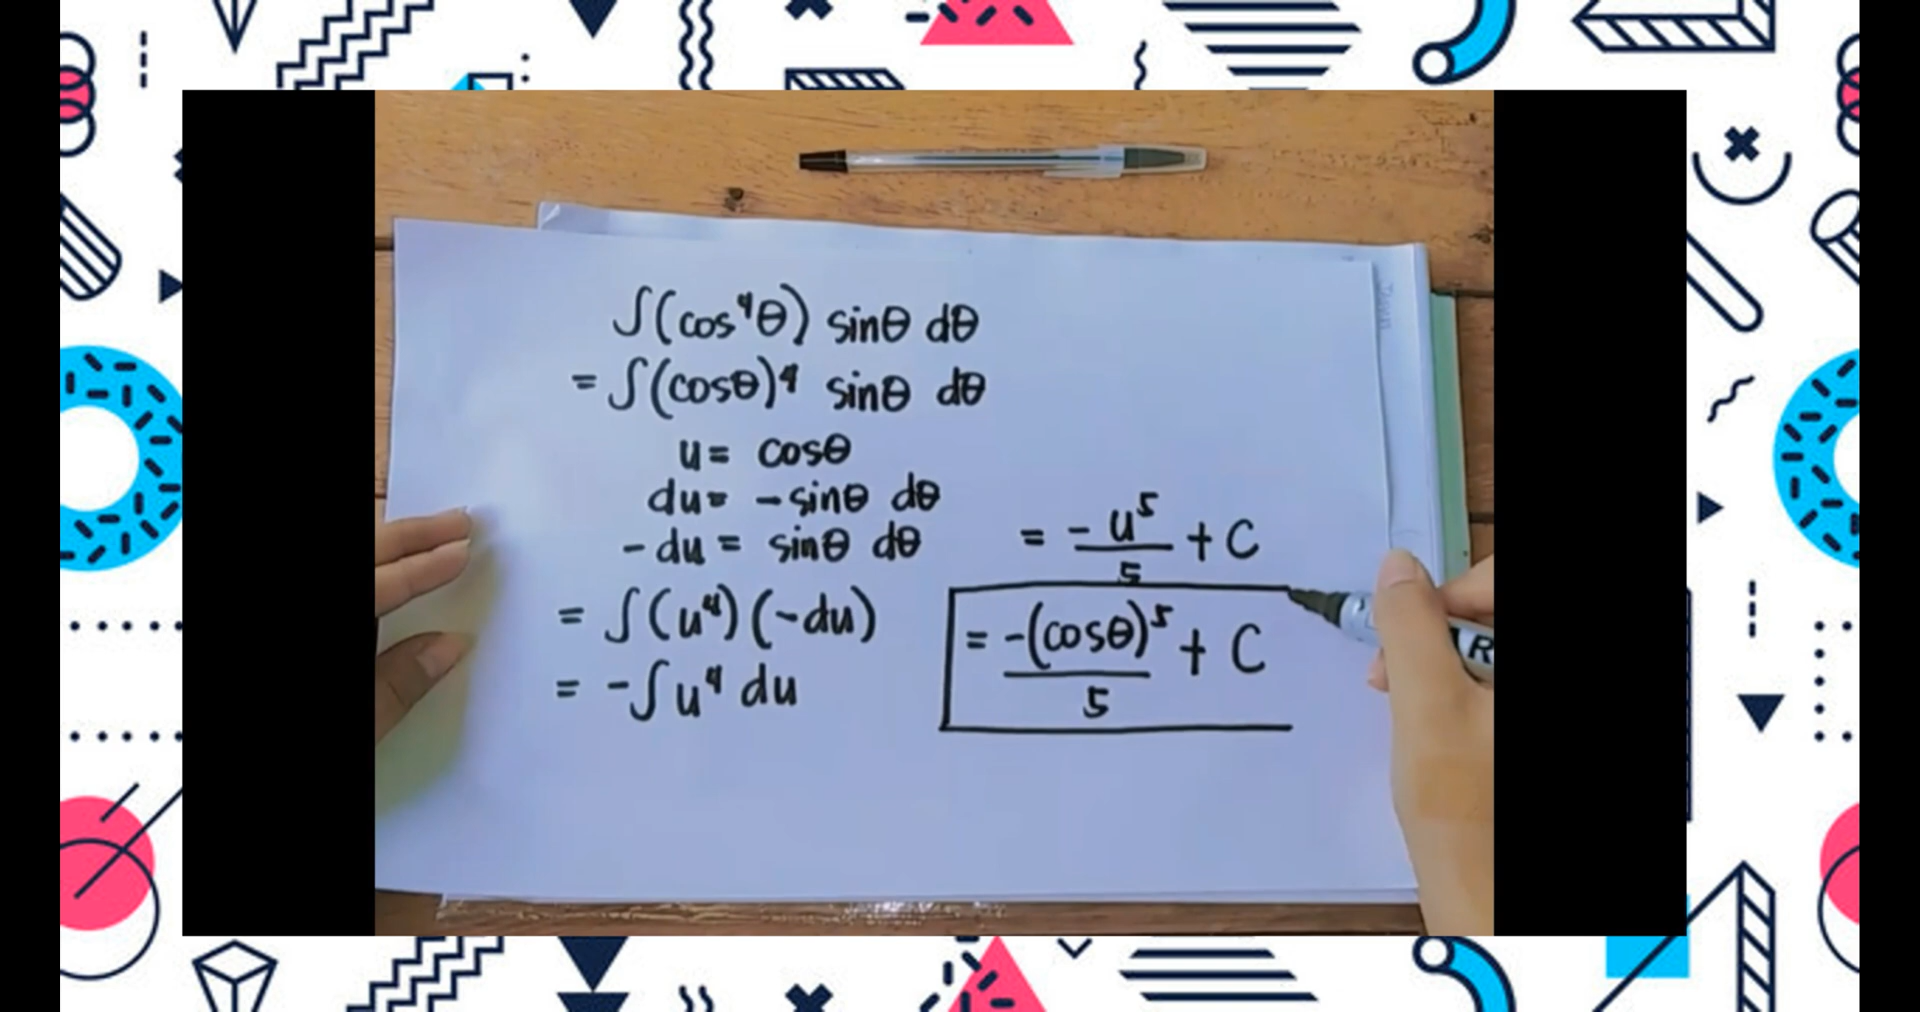 ∫(cos⁴θ) sinθ dθ
= ∫(cosθ)⁴ sinθ dθ
u = cosθ
du = -sinθ dθ
-du = sinθ dθ
= ∫(u⁴)(-du)
= -∫u⁴ du
= -u⁵/5 + C
= -(cosθ)⁵/5 + C
R